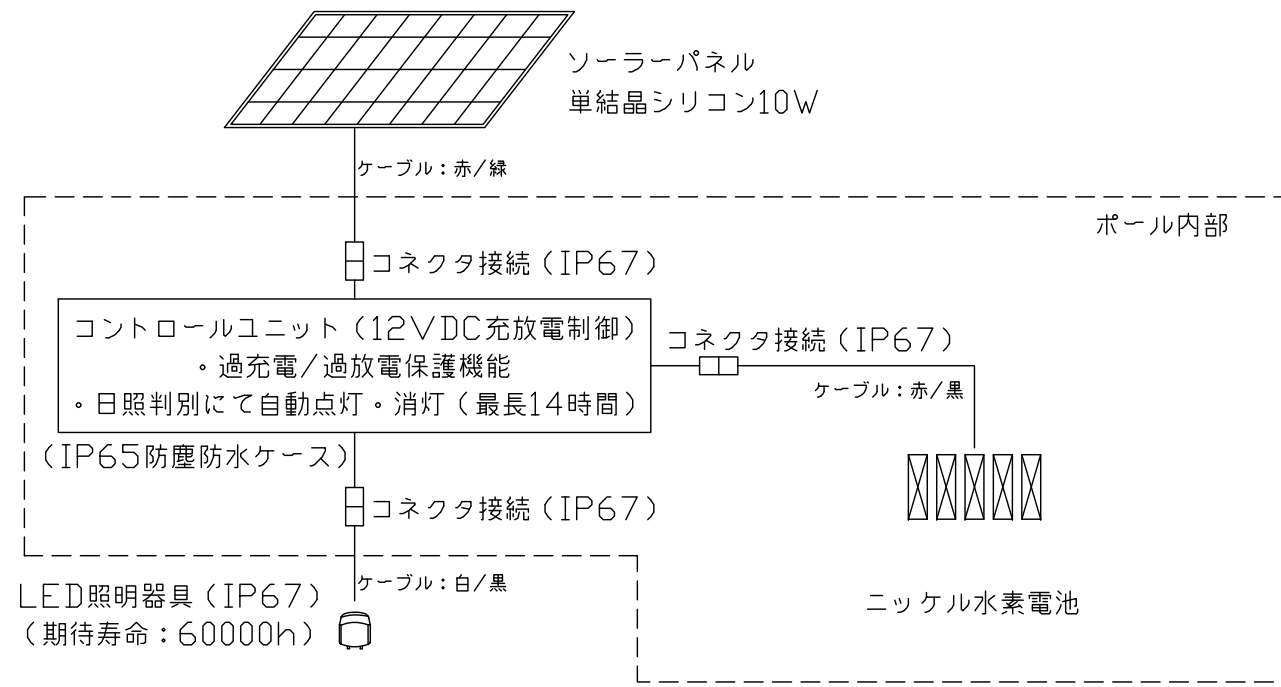 ソーラーパネル
単結晶シリコン10W
ケーブル：赤/緑
ポール内部
コネクタ接続（IP67）
コントロールユニット（12VDC充放電制御）
・過充電/過放電保護機能
・日照判別にて自動点灯・消灯（最長14時間）
コネクタ接続（IP67）
ケーブル：赤/黒
（IP65防塵防水ケース）
コネクタ接続（IP67）
ケーブル：白/黒
LED照明器具（IP67）
（期待寿命：60000h）
ニッケル水素電池